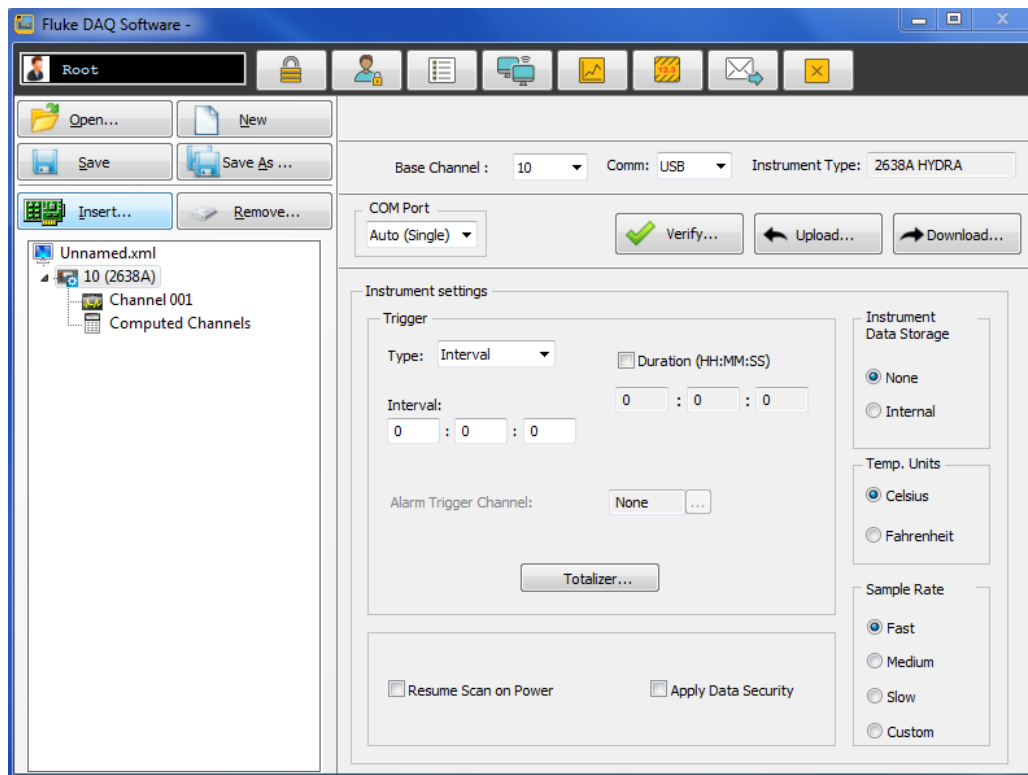 Fluke DAQ Software -
Root
12.3
Open...
New
Save
Save As ...
Insert...
Remove...
Unnamed.xml
10 (2638A)
Channel 001
Computed Channels
Base Channel :
10
Comm:
USB
Instrument Type:
2638A HYDRA
COM Port
Auto (Single)
Verify...
Upload...
Download...
Instrument settings
Trigger
Type:
Interval
Duration (HH:MM:SS)
0 : 0 : 0
Interval:
0 : 0 : 0
Alarm Trigger Channel:
None
...
Totalizer...
Resume Scan on Power
Apply Data Security
Instrument
Data Storage
None
Internal
Temp. Units
Celsius
Fahrenheit
Sample Rate
Fast
Medium
Slow
Custom